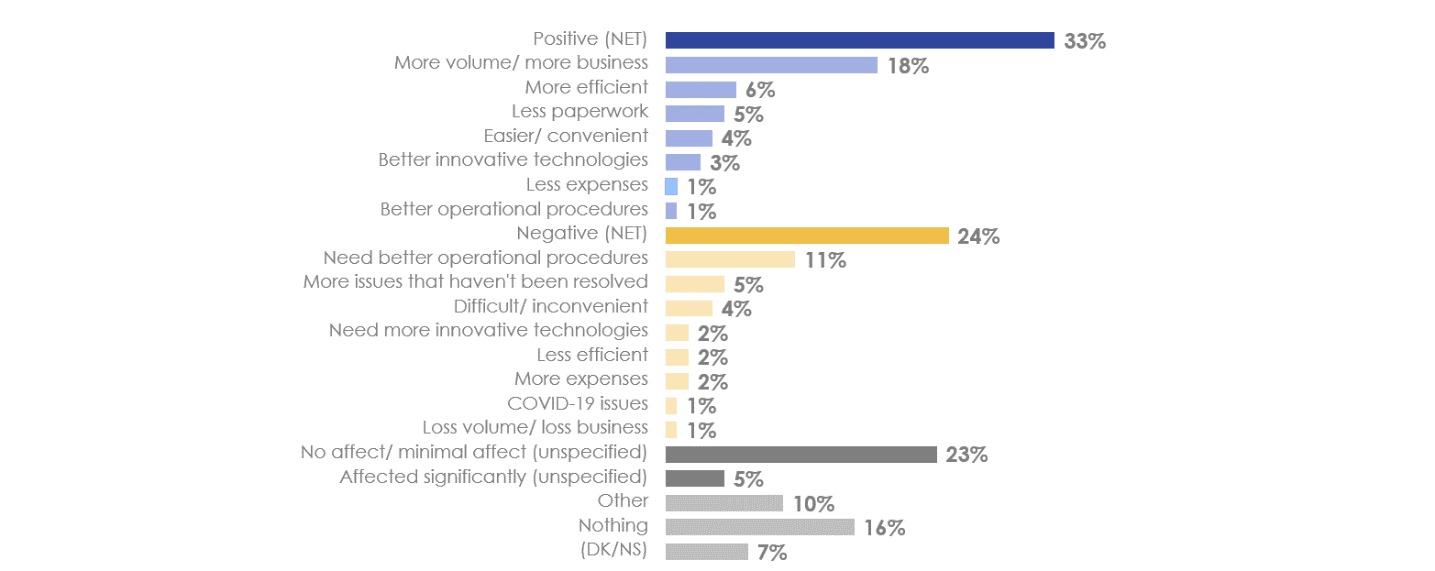 Positive (NET) 33%
More volume/ more business 18%
More efficient 6%
Less paperwork 5%
Easier/ convenient 4%
Better innovative technologies 3%
Less expenses 1%
Better operational procedures 1%
Negative (NET) 24%
Need better operational procedures 11%
More issues that haven't been resolved 5%
Difficult/ inconvenient 4%
Need more innovative technologies 2%
Less efficient 2%
More expenses 2%
COVID-19 issues 1%
Loss volume/ loss business 1%
No affect/ minimal affect (unspecified) 23%
Affected significantly (unspecified) 5%
Other 10%
Nothing 16%
(DK/NS) 7%